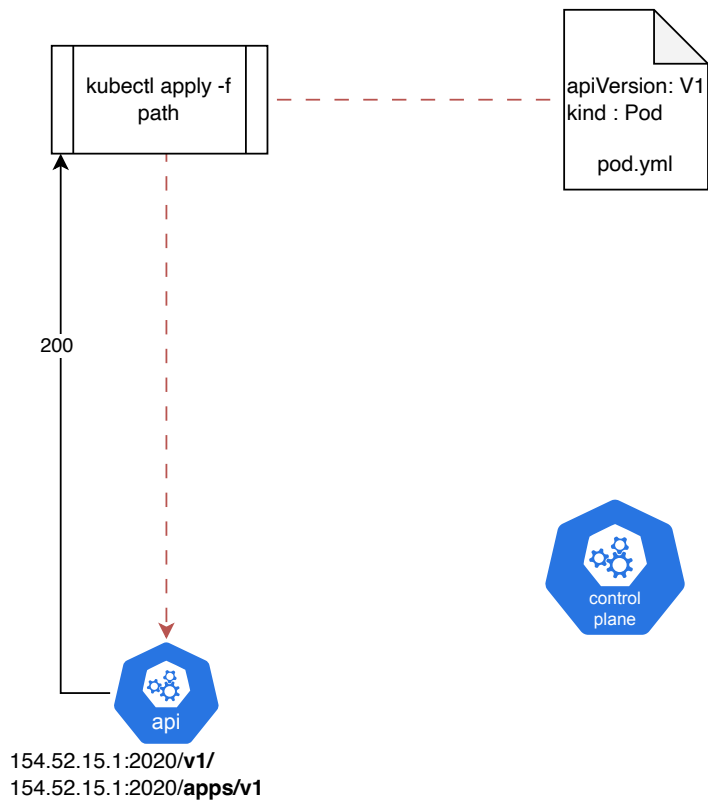 kubectl apply -f
path
apiVersion: V1
kind : Pod
pod.yml
200
control
plane
api
154.52.15.1:2020/v1/
154.52.15.1:2020/apps/v1